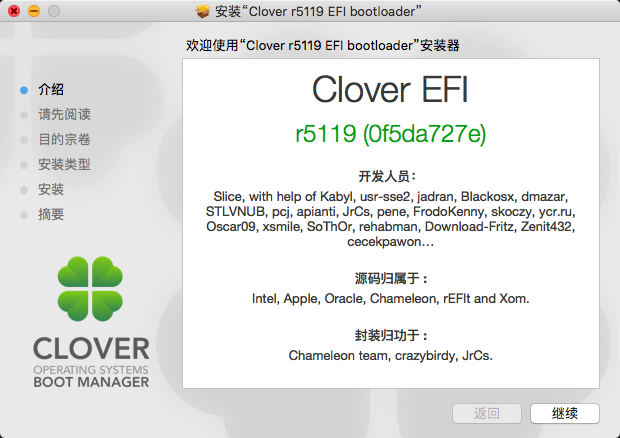 安装“Clover r5119 EFI bootloader”
欢迎使用“Clover r5119 EFI bootloader”安装器
介绍
请先阅读
目的宗卷
安装类型
安装
摘要
CLOVER
OPERATING SYSTEMS
BOOT MANAGER
Clover EFI
r5119 (0f5da727e)
开发人员：
Slice, with help of Kabyl, usr-sse2, jadran, Blackosx, dmazar,
STLVNUB, pcj, apianti, JrCs, pene, FrodoKenny, skoczy, ycr.ru,
Oscar09, xsmile, SoThOr, rehabman, Download-Fritz, Zenit432,
cecekpawon…
源码归属于 ：
Intel, Apple, Oracle, Chameleon, rEFIt and Xom.
封装归功于 ：
Chameleon team, crazybirdy, JrCs.
返回
继续